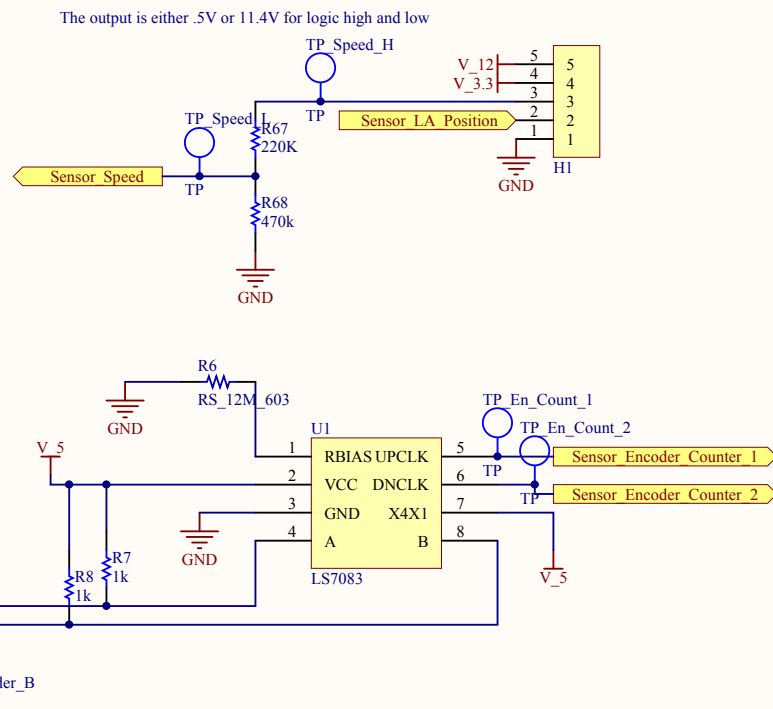 The output is either .5V or 11.4V for logic high and low
TP_Speed_H
V_12
5
5
V_3.3
4
4
TP
3
3
Sensor_LA_Position
2
2
1
1
GND
H1
TP_Speed_L
R67
220K
Sensor_Speed
TP
R68
470k
GND
R6
RS_12M_603
GND
U1
TP_En_Count_1
TP_En_Count_2
V_5
1
RBIAS
UPCLK
5
TP
Sensor_Encoder_Counter_1
2
VCC
DNCLK
6
TP
Sensor_Encoder_Counter_2
3
GND
X4X1
7
4
A
B
8
GND
LS7083
V_5
R7
1k
R8
1k
der_B